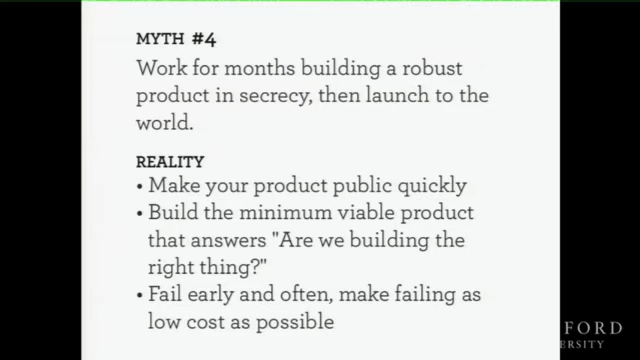 MYTH #4
Work for months building a robust
product in secrecy, then launch to the
world.
REALITY
• Make your product public quickly
• Build the minimum viable product
that answers "Are we building the
right thing?"
• Fail early and often, make failing as
low cost as possible
FORD
ERSITY